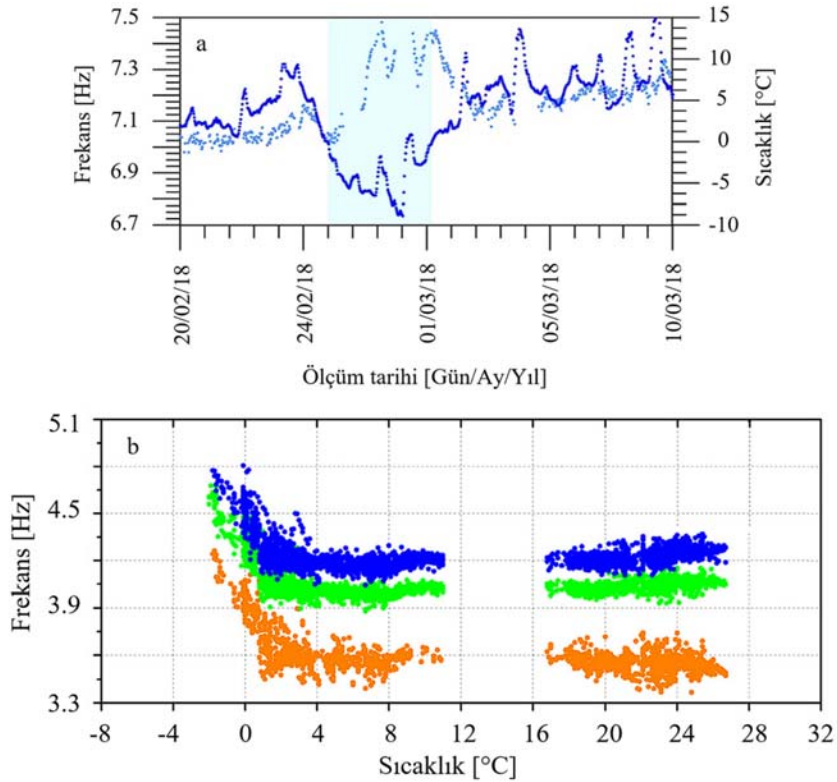 7.5
7.3
7.1
6.9
6.7
Frekans [Hz]
a
15
10
5
0
-5
-10
Sıcaklık [°C]
20/02/18
24/02/18
01/03/18
05/03/18
10/03/18
Ölçüm tarihi [Gün/Ay/Yıl]
5.1
4.5
3.9
3.3
Frekans [Hz]
b
-8 -4 0 4 8 12 16 20 24 28 32
Sıcaklık [°C]